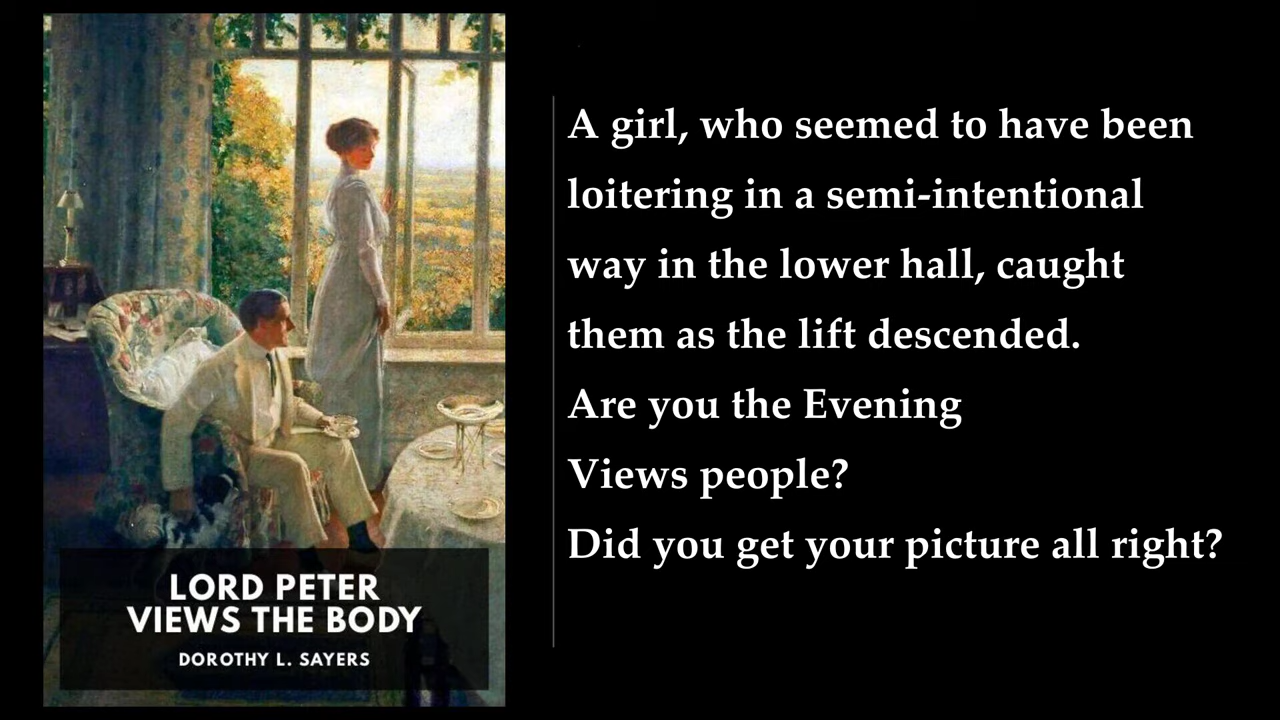 LORD PETER
VIEWS THE BODY
DOROTHY L. SAYERS
A girl, who seemed to have been
loitering in a semi-intentional
way in the lower hall, caught
them as the lift descended.
Are you the Evening
Views people?
Did you get your picture all right?